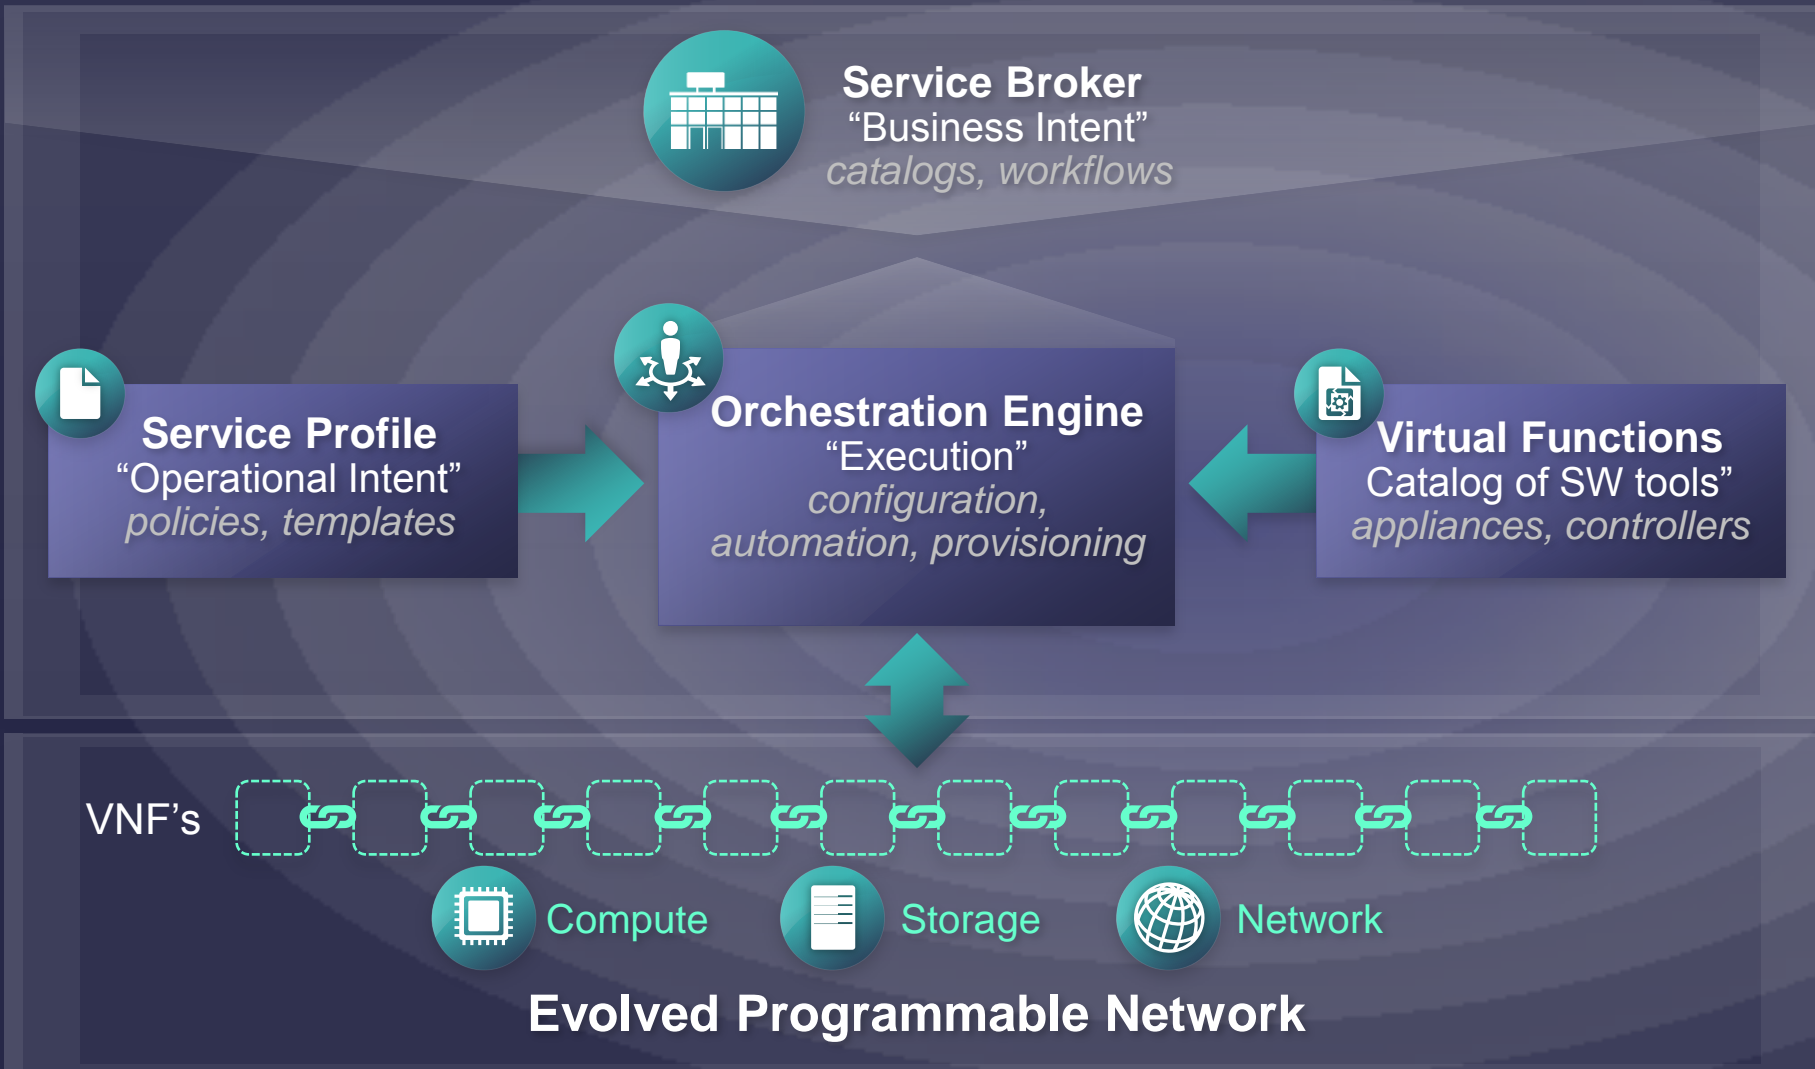 Service Broker
“Business Intent”
catalogs, workflows
Service Profile
“Operational Intent”
policies, templates
Orchestration Engine
“Execution”
configuration,
automation, provisioning
Virtual Functions
Catalog of SW tools”
appliances, controllers
VNF’s
Compute
Storage
Network
Evolved Programmable Network